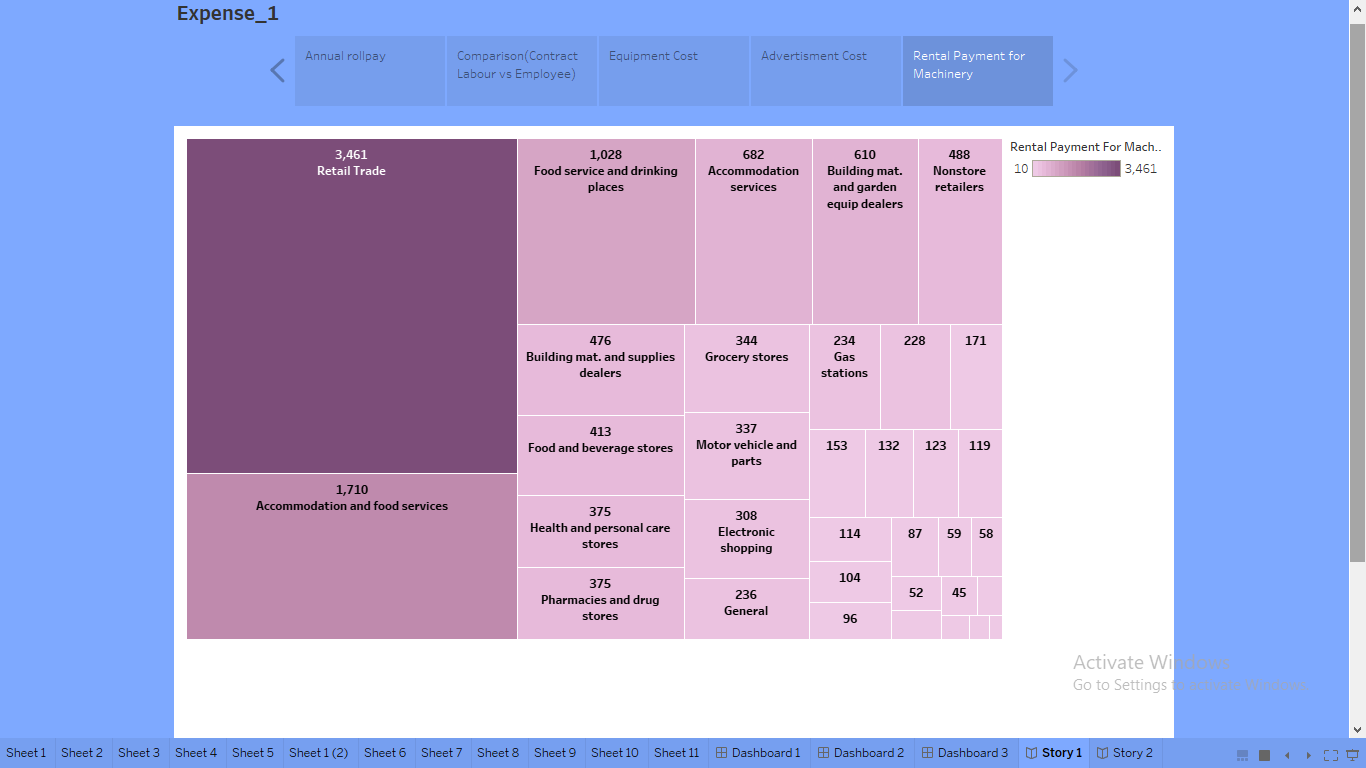 Expense_1
Annual rollpay
Comparison(Contract
Labour vs Employee)
Equipment Cost
Advertisment Cost
Rental Payment for
Machinery
3,461
Retail Trade
1,710
Accommodation and food services
1,028
Food service and drinking
places
682
Accommodation
services
610
Building mat.
and garden
equip dealers
488
Nonstore
retailers
476
Building mat. and supplies
dealers
413
Food and beverage stores
375
Health and personal care
stores
375
Pharmacies and drug
stores
344
Grocery stores
337
Motor vehicle and
parts
308
Electronic
shopping
236
General
234
Gas
stations
228
171
153
132
123
119
114
104
96
87
59
58
52
45
Rental Payment For Mach..
10
3,461
Activate Windows
Go to Settings to activate Windows.
Sheet 1
Sheet 2
Sheet 3
Sheet 4
Sheet 5
Sheet 1 (2)
Sheet 6
Sheet 7
Sheet 8
Sheet 9
Sheet 10
Sheet 11
Dashboard 1
Dashboard 2
Dashboard 3
Story 1
Story 2